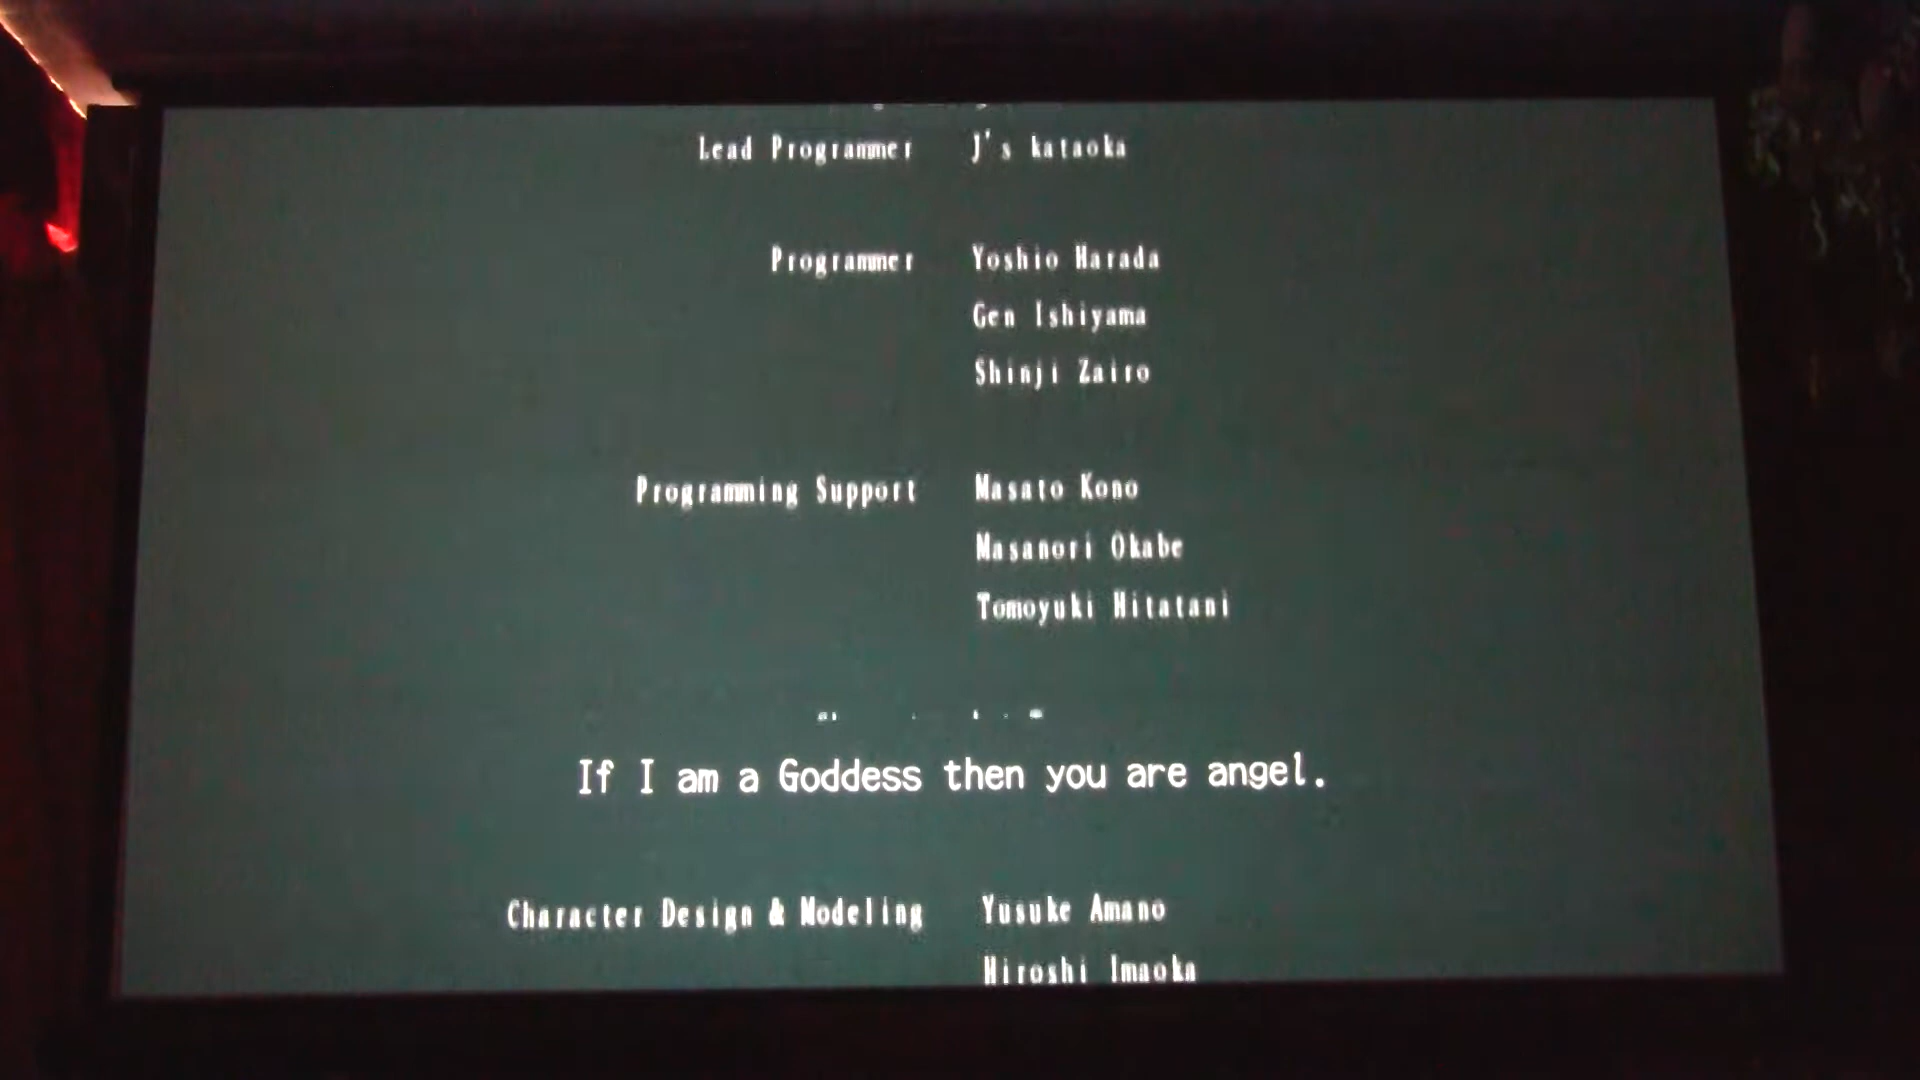 Lead Programmer J's kataoka
Programmer Yoshio Harada
Gen Ishiyama
Shinji Zairo
Programming Support Masato Kono
Masanori Okabe
Tomoyuki Hitatani
If I am a Goddess then you are angel.
Character Design & Modeling Yusuke Amano
Hiroshi Imaoka